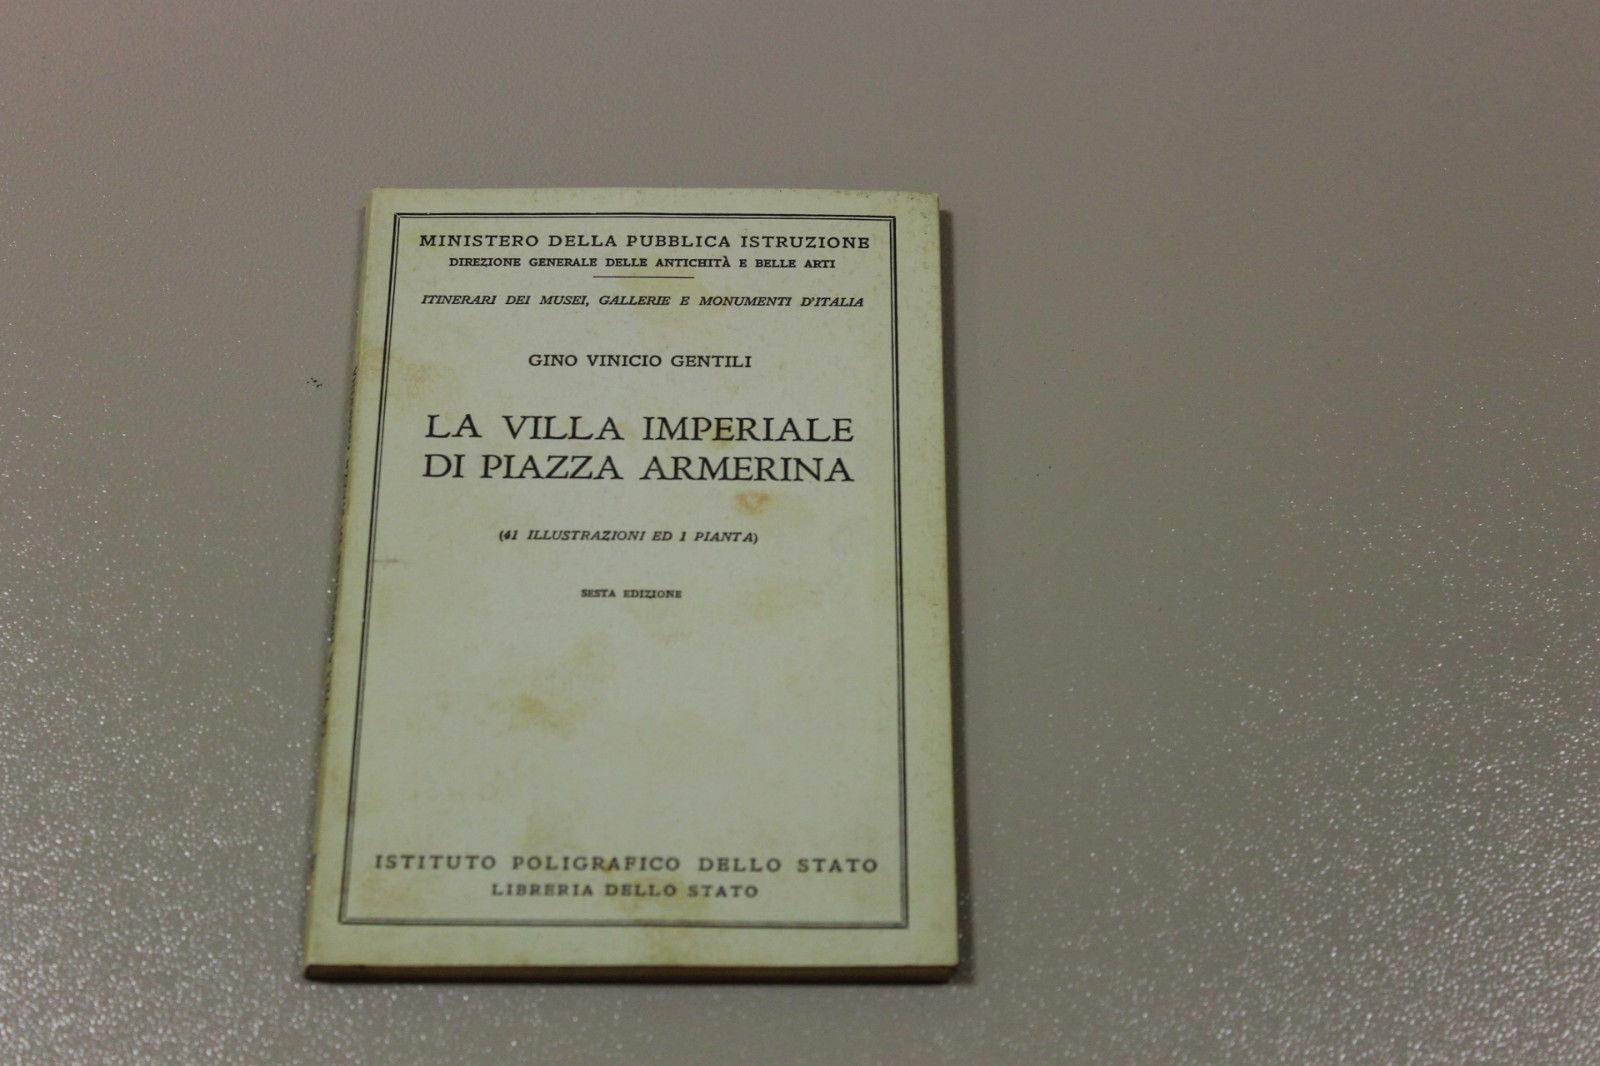 MINISTERO DELLA PUBBLICA ISTRUZIONE
DIREZIONE GENERALE DELLE ANTICHITÀ E BELLE ARTI
ITINERARI DEI MUSEI, GALLERIE E MONUMENTI D'ITALIA
GINO VINICIO GENTILI
LA VILLA IMPERIALE
DI PIAZZA ARMERINA
(41 ILLUSTRAZIONI ED 1 PIANTA)
SESTA EDIZIONE
ISTITUTO POLIGRAFICO DELLO STATO
LIBRERIA DELLO STATO